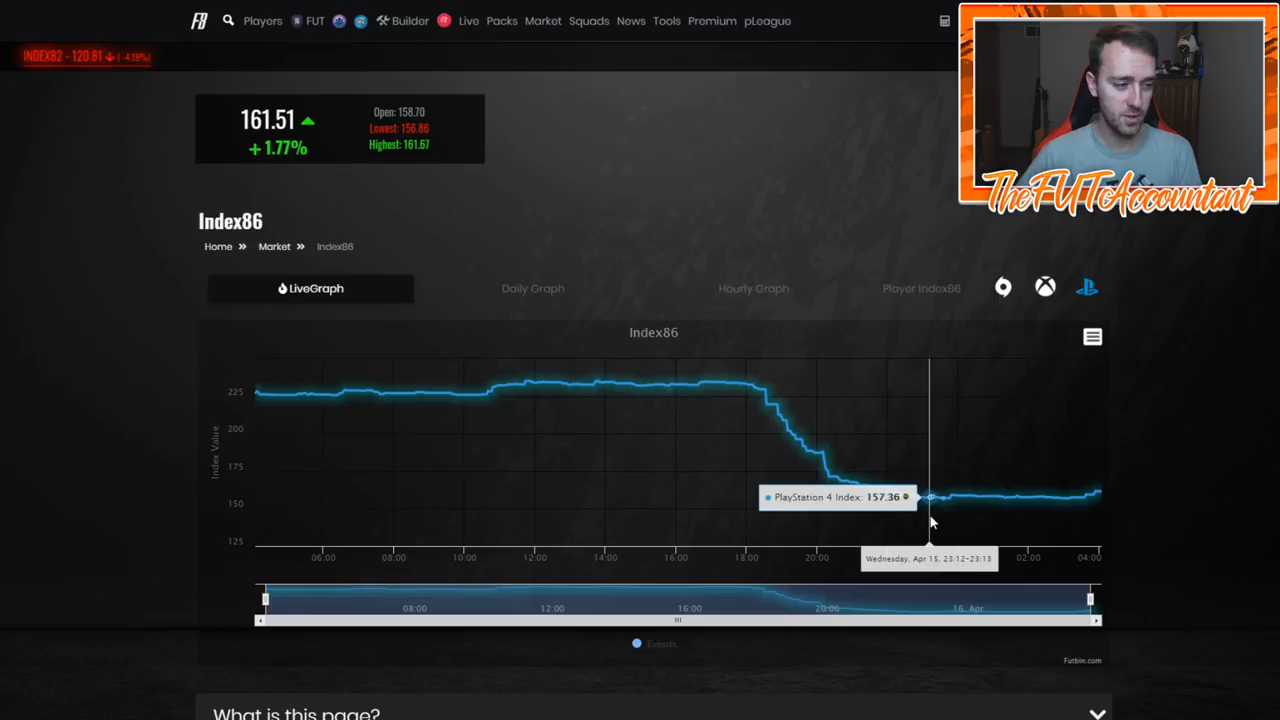 FB Players FUT Builder Live Packs Market Squads News Tools Premium pLeague
INDEX82 - 120.81 ↓ ( -4.19%)
161.51
+ 1.77%
Open: 158.70
Lowest: 156.86
Highest: 161.67
TheFUTAccountant
Index86
Home » Market » Index86
LiveGraph
Daily Graph
Hourly Graph
Player Index86
Index86
Index Value
225
200
175
150
125
PlayStation 4 Index: 157.36
Wednesday, Apr 15, 23:12-23:13
06:00 08:00 10:00 12:00 14:00 16:00 18:00 20:00 02:00 04:00
08:00 12:00 16:00 20:00 16. Apr
Events
Futbin.com
What is this page?